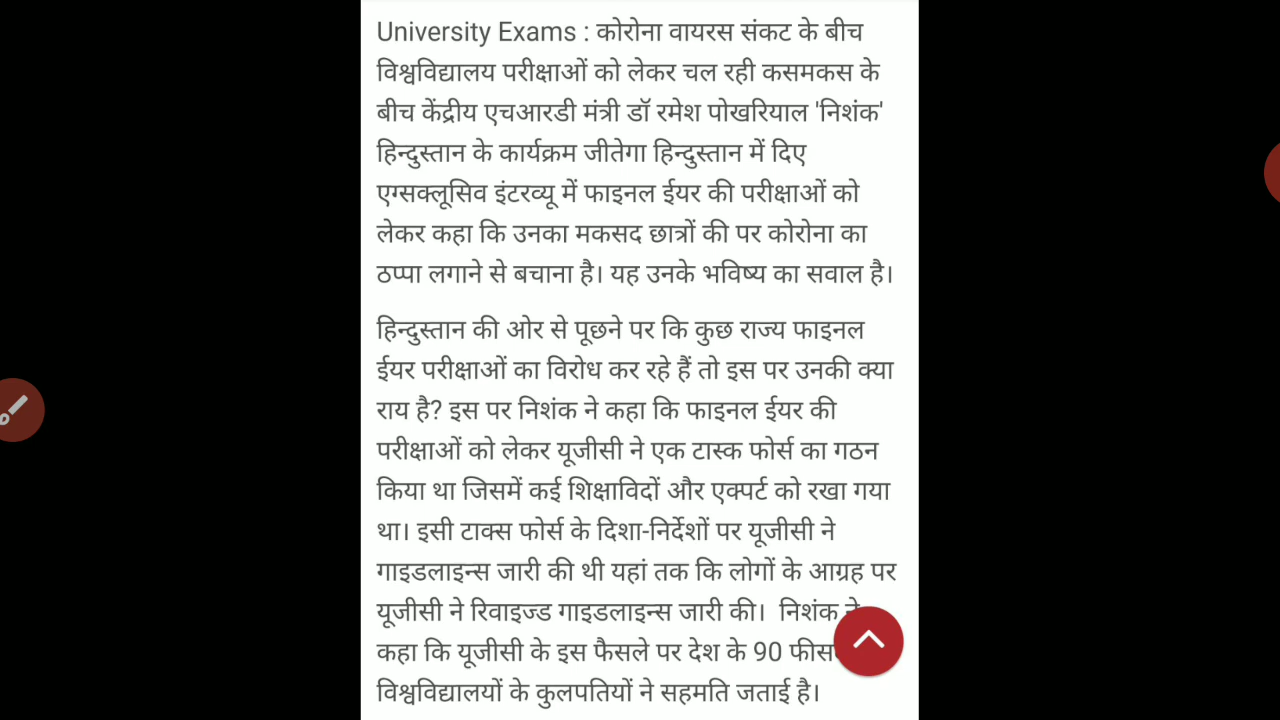 University Exams : कोरोना वायरस संकट के बीच
विश्वविद्यालय परीक्षाओं को लेकर चल रही कसमकस के
बीच केंद्रीय एचआरडी मंत्री डॉ रमेश पोखरियाल 'निशंक'
हिन्दुस्तान के कार्यक्रम जीतेगा हिन्दुस्तान में दिए
एग्सक्लूसिव इंटरव्यू में फाइनल ईयर की परीक्षाओं को
लेकर कहा कि उनका मकसद छात्रों की पर कोरोना का
ठप्पा लगाने से बचाना है। यह उनके भविष्य का सवाल है।
हिन्दुस्तान की ओर से पूछने पर कि कुछ राज्य फाइनल
ईयर परीक्षाओं का विरोध कर रहे हैं तो इस पर उनकी क्या
राय है? इस पर निशंक ने कहा कि फाइनल ईयर की
परीक्षाओं को लेकर यूजीसी ने एक टास्क फोर्स का गठन
किया था जिसमें कई शिक्षाविदों और एक्पर्ट को रखा गया
था। इसी टाक्स फोर्स के दिशा-निर्देशों पर यूजीसी ने
गाइडलाइन्स जारी की थी यहां तक कि लोगों के आग्रह पर
यूजीसी ने रिवाइज्ड गाइडलाइन्स जारी की। निशंक ने
कहा कि यूजीसी के इस फैसले पर देश के 90
विश्वविद्यालयों के कुलपतियों ने सहमति जताई है।